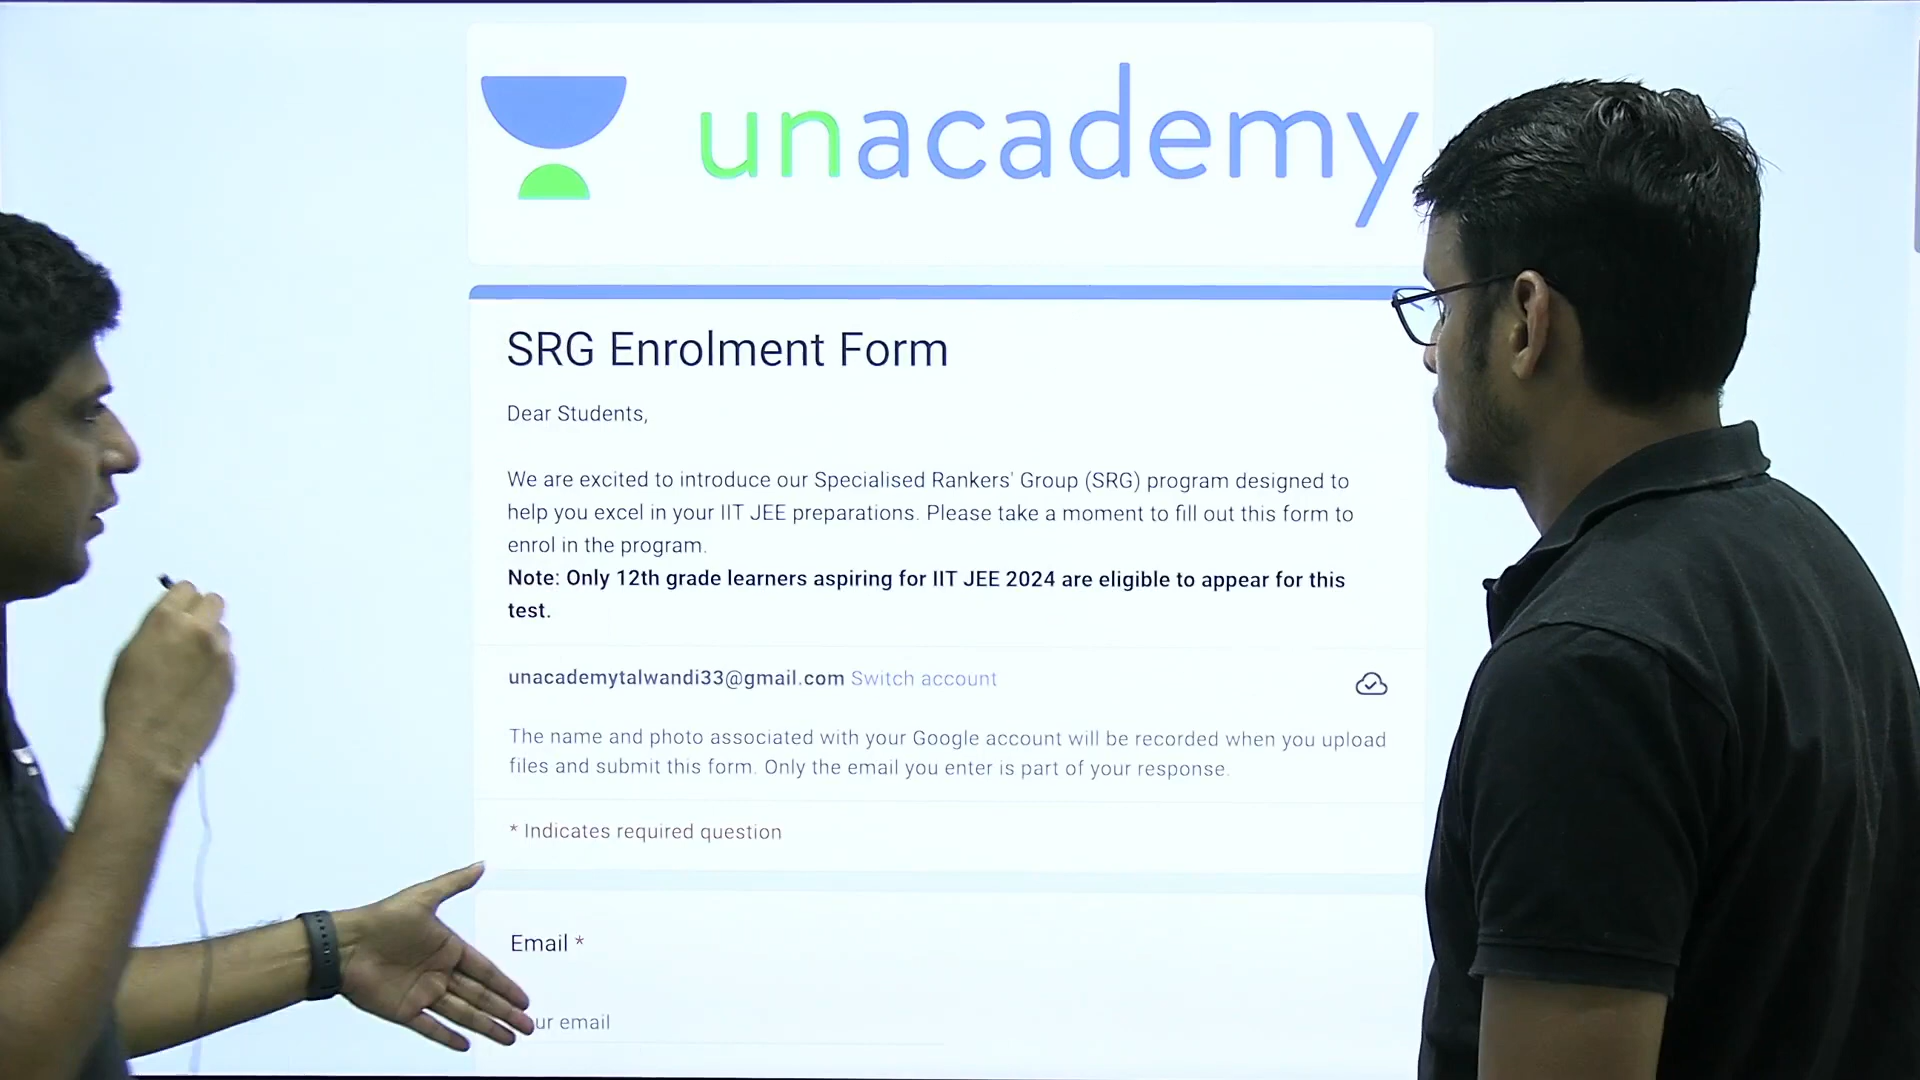 unacademy
SRG Enrolment Form
Dear Students,
We are excited to introduce our Specialised Rankers' Group (SRG) program designed to
help you excel in your IIT JEE preparations. Please take a moment to fill out this form to
enrol in the program.
Note: Only 12th grade learners aspiring for IIT JEE 2024 are eligible to appear for this
test.
unacademytalwandi33@gmail.com Switch account
The name and photo associated with your Google account will be recorded when you upload
files and submit this form. Only the email you enter is part of your response.
* Indicates required question
Email *
email